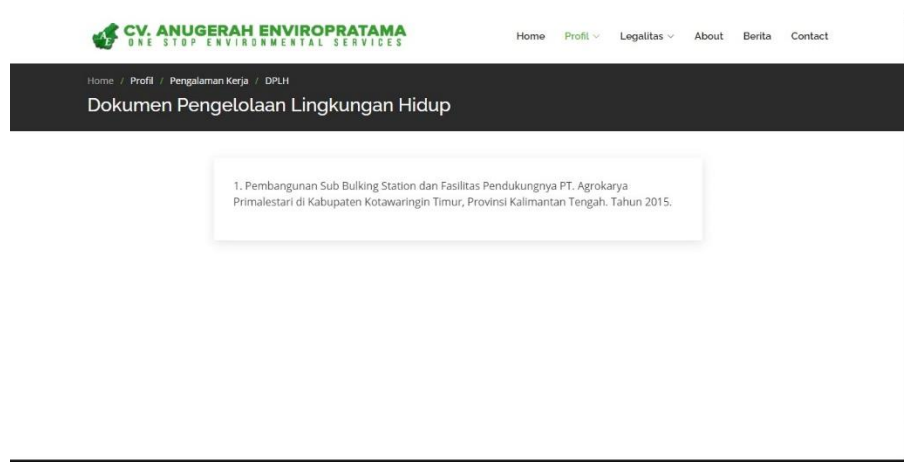 CV. ANUGERAH ENVIROPRATAMA
ONE STOP ENVIRONMENTAL SERVICES
Home Profil Legalitas About Berita Contact
Home / Profil / Pengalaman Kerja / DPLH
Dokumen Pengelolaan Lingkungan Hidup
1. Pembangunan Sub Bulking Station dan Fasilitas Pendukungnya PT. Agrokarya
Primalestari di Kabupaten Kotawaringin Timur, Provinsi Kalimantan Tengah. Tahun 2015.